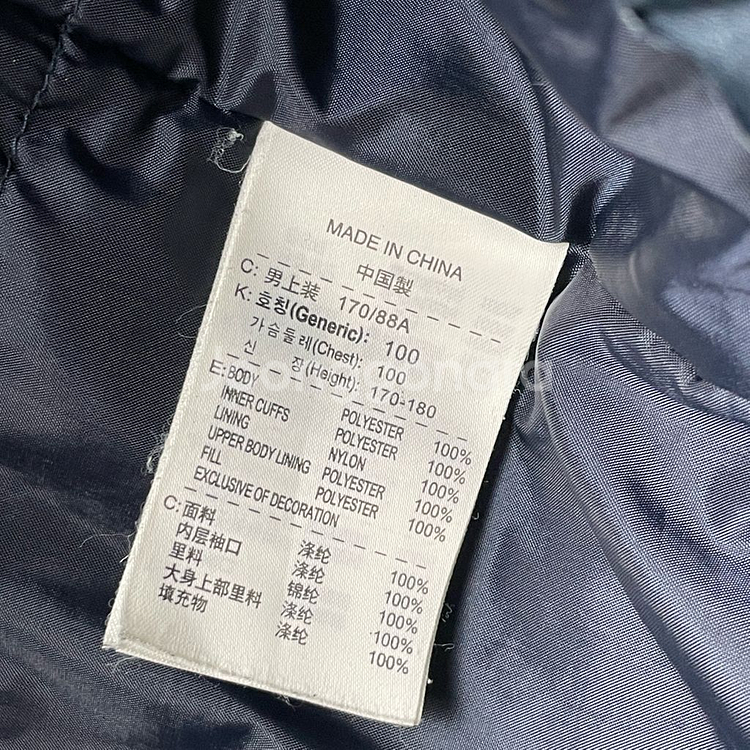 MADE IN CHINA
中国製
C: 男上装 170/88A
K: 호칭(Generic): 100
가슴둘레(Chest): 100
신 장(Height): 170-180
E: BODY POLYESTER 100%
INNER CUFFS POLYESTER 100%
LINING NYLON 100%
UPPER BODY LINING POLYESTER 100%
FILL POLYESTER 100%
EXCLUSIVE OF DECORATION
C: 面料 涤纶 100%
内层袖口 涤纶 100%
里料 锦纶 100%
大身上部里料 涤纶 100%
填充物 涤纶 100%